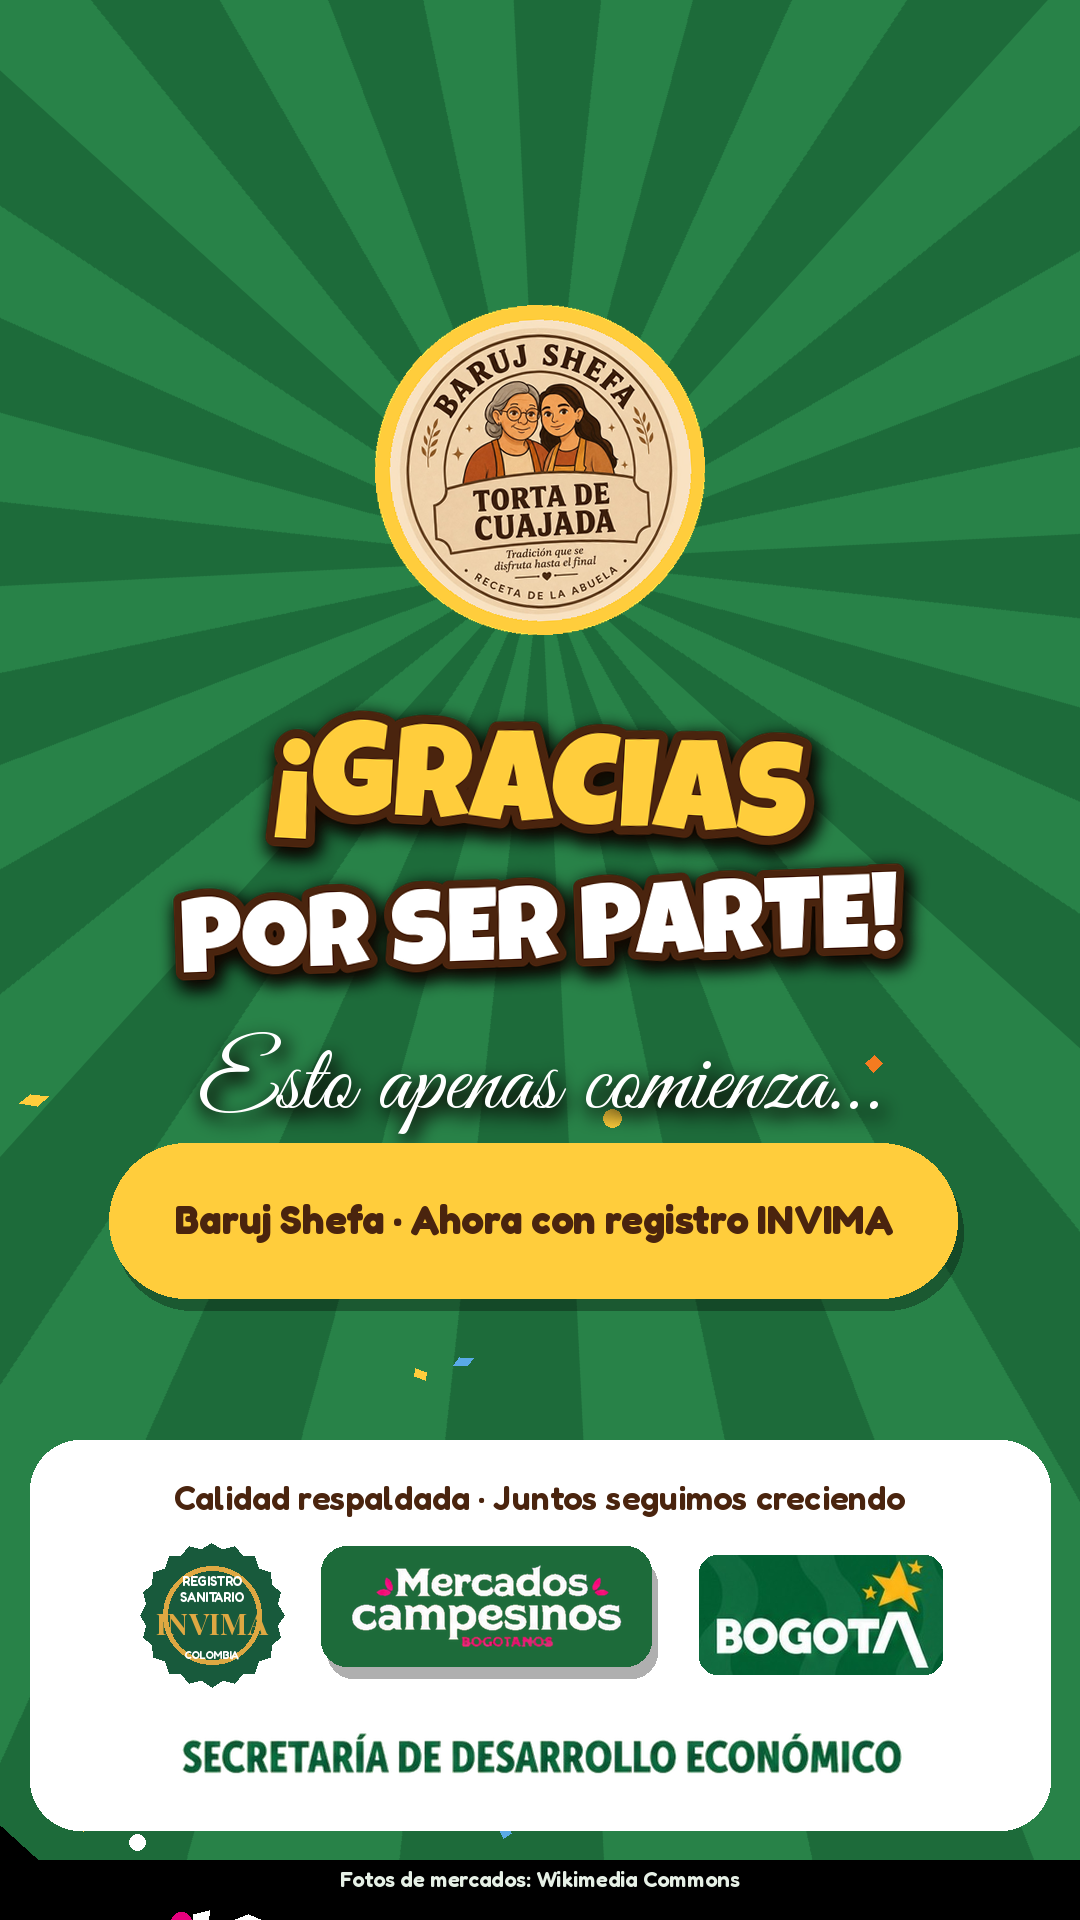 BARUJ SHEFA
TORTA DE
CUAJADA
Tradición que se
disfruta hasta el final
• RECETA DE LA ABUELA •
¡GRACIAS
POR SER PARTE!
Esto apenas comienza...
Baruj Shefa · Ahora con registro INVIMA
Calidad respaldada · Juntos seguimos creciendo
REGISTRO
SANITARIO
INVIMA
COLOMBIA
Mercados
campesinos
BOGOTANOS
BOGOTÁ
SECRETARÍA DE DESARROLLO ECONÓMICO
Fotos de mercados: Wikimedia Commons